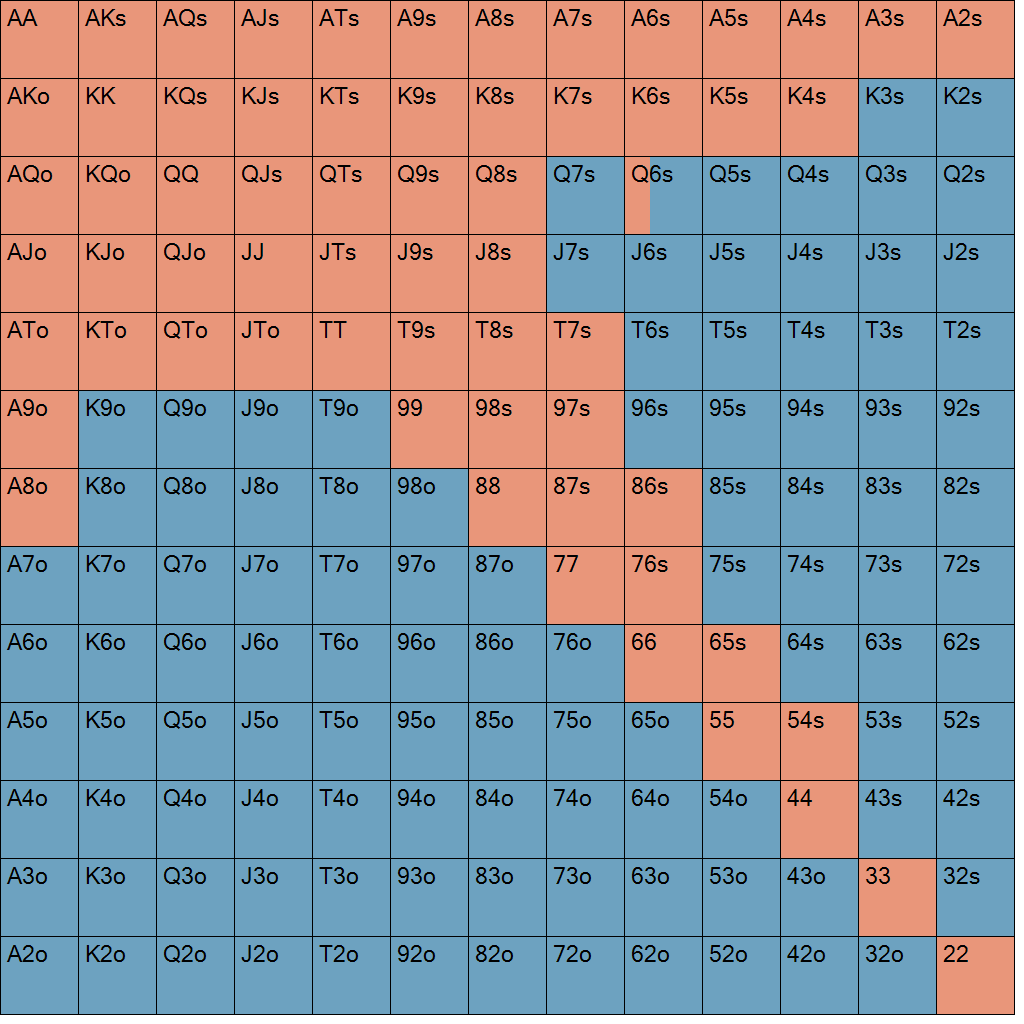 AA AKs AQs AJs ATs A9s A8s A7s A6s A5s A4s A3s A2s
AKo KK KQs KJs KTs K9s K8s K7s K6s K5s K4s K3s K2s
AQo KQo QQ QJs QTs Q9s Q8s Q7s Q6s Q5s Q4s Q3s Q2s
AJo KJo QJo JJ JTs J9s J8s J7s J6s J5s J4s J3s J2s
ATo KTo QTo JTo TT T9s T8s T7s T6s T5s T4s T3s T2s
A9o K9o Q9o J9o T9o 99 98s 97s 96s 95s 94s 93s 92s
A8o K8o Q8o J8o T8o 98o 88 87s 86s 85s 84s 83s 82s
A7o K7o Q7o J7o T7o 97o 87o 77 76s 75s 74s 73s 72s
A6o K6o Q6o J6o T6o 96o 86o 76o 66 65s 64s 63s 62s
A5o K5o Q5o J5o T5o 95o 85o 75o 65o 55 54s 53s 52s
A4o K4o Q4o J4o T4o 94o 84o 74o 64o 54o 44 43s 42s
A3o K3o Q3o J3o T3o 93o 83o 73o 63o 53o 43o 33 32s
A2o K2o Q2o J2o T2o 92o 82o 72o 62o 52o 42o 32o 22